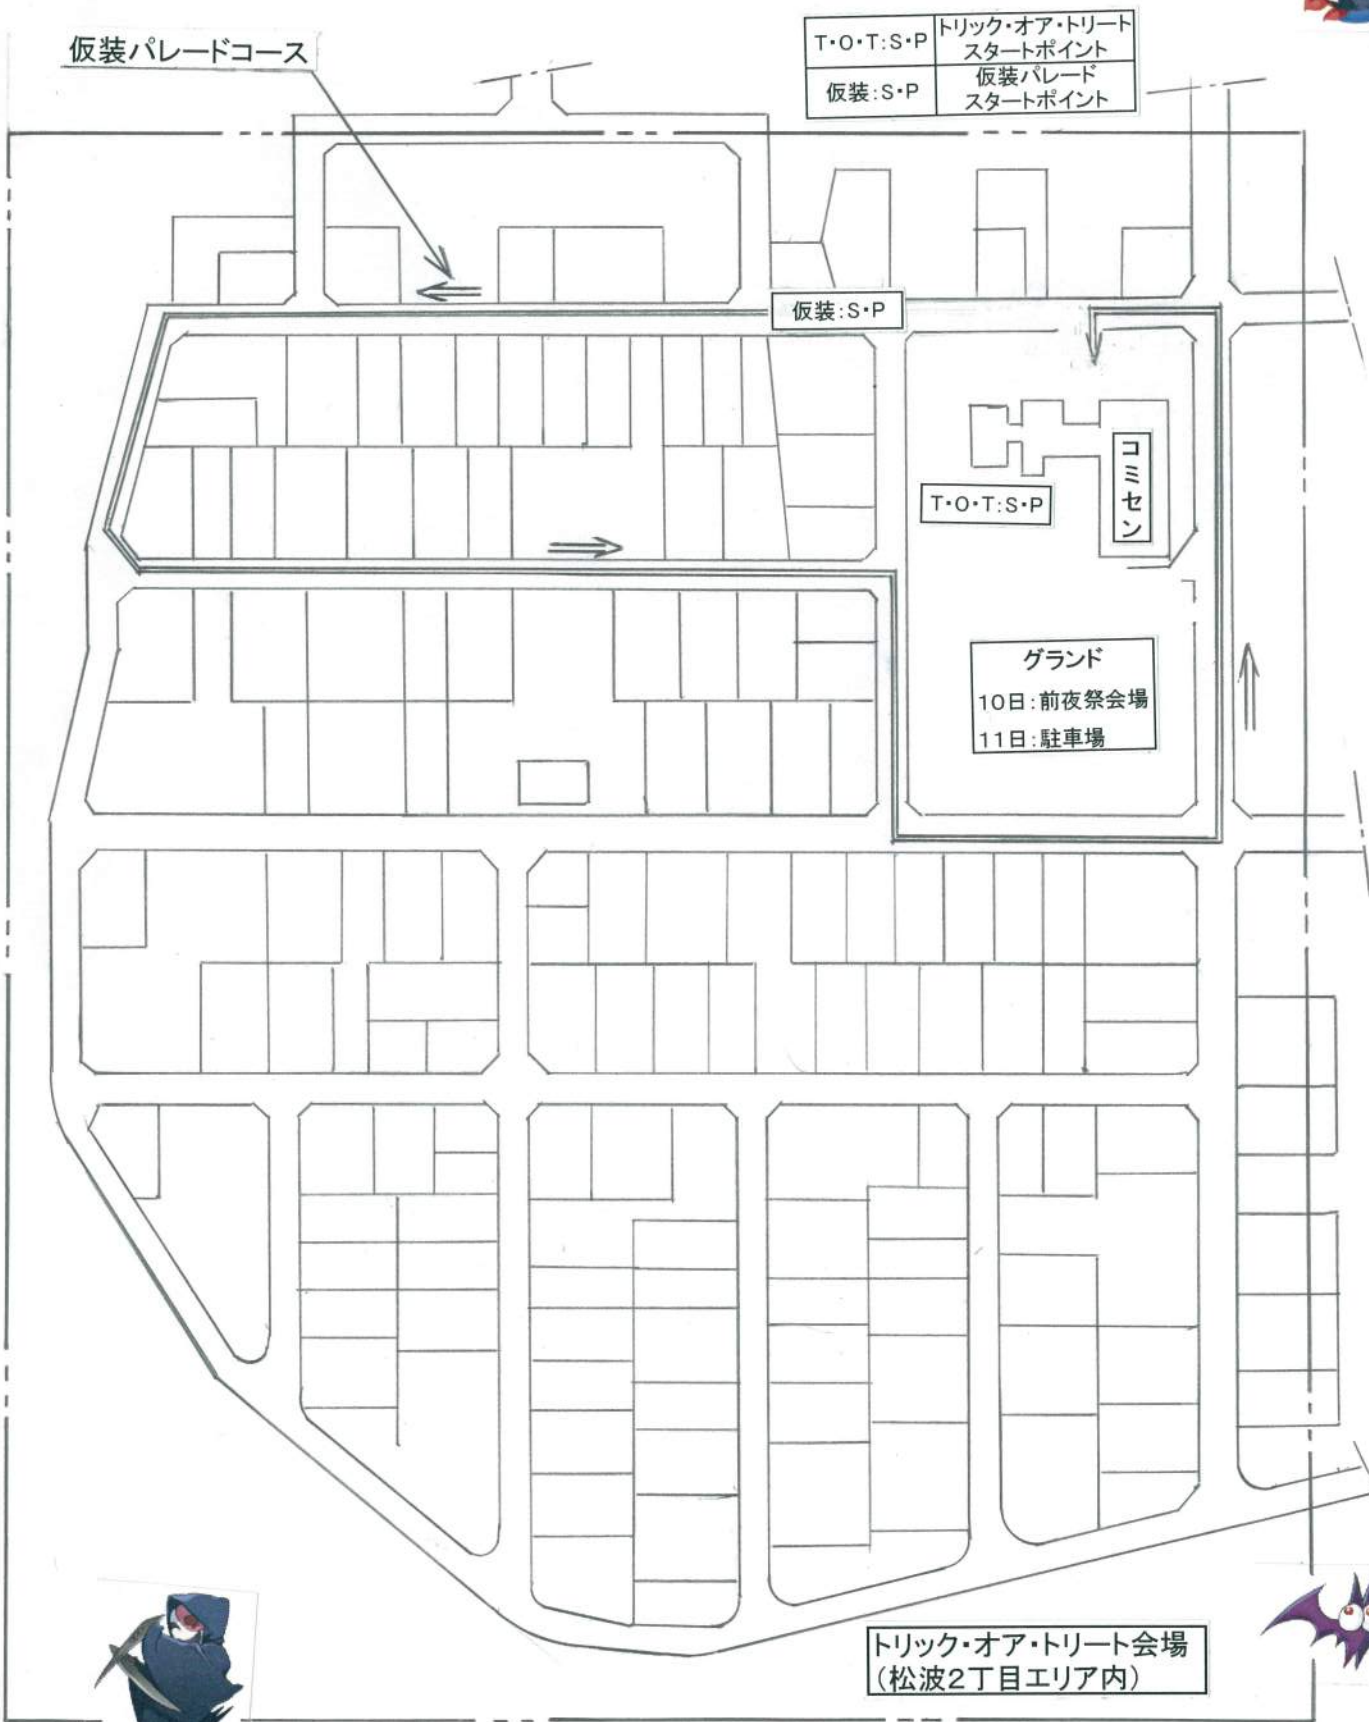 仮装パレードコース
T・O・T:S・P
トリック・オア・トリート
スタートポイント
仮装:S・P
仮装パレード
スタートポイント
仮装:S・P
コミセン
T・O・T:S・P
グランド
10日:前夜祭会場
11日:駐車場
トリック・オア・トリート会場
(松波2丁目エリア内)